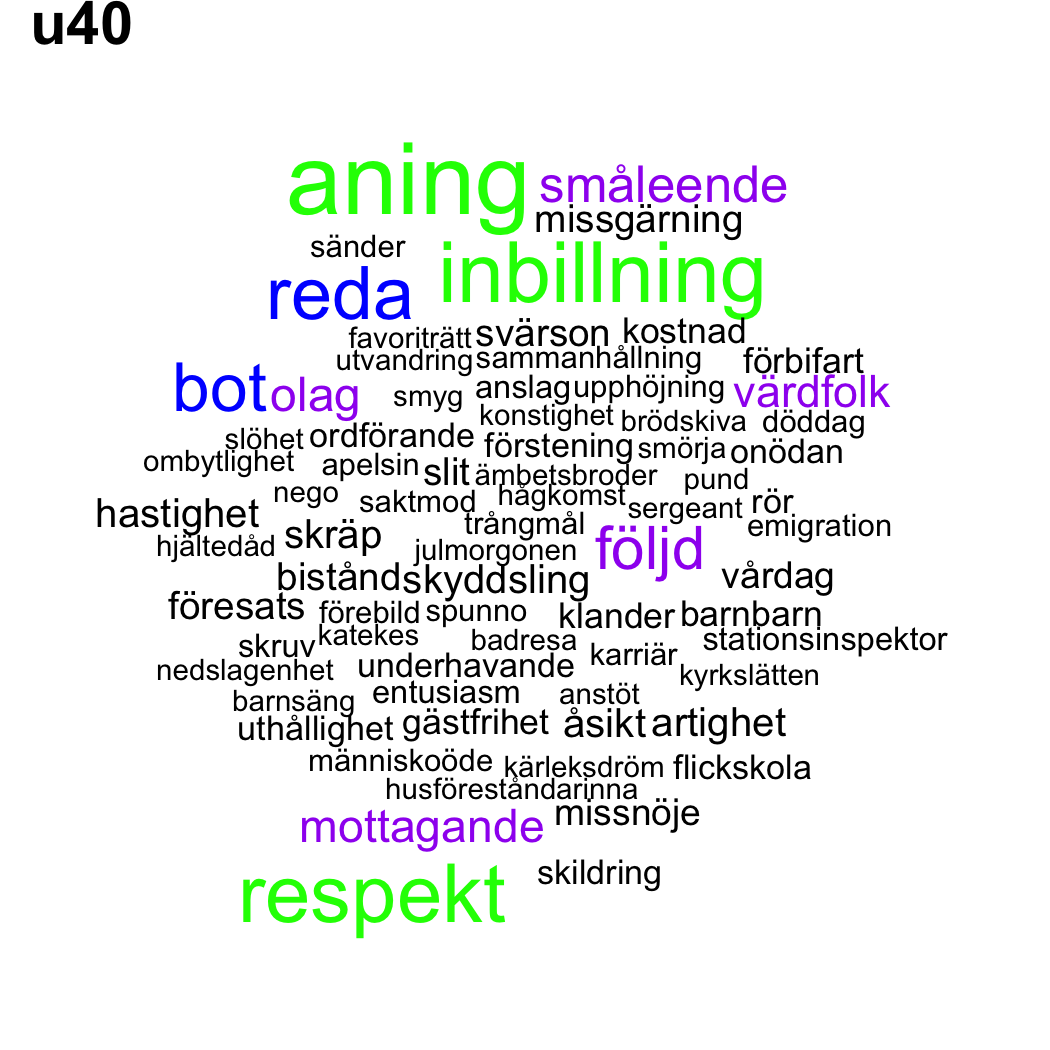 u40
aning småleende
missgärning
sänder
inbillning
reda
favoriträtt svärson kostnad
utvandring sammanhållning förbifart
bot olag smyg anslag upphöjning värdfolk
konstighet brödskiva döddag
slöhet ordförande förstening smörja onödan
ombytlighet apelsin slit ämbetsbroder pund
nego saktmod hågkomst sergeant rör
hastighet skräp trångmål emigration
hjältedåd julmorgonen följd
bistånd skyddsling vårdag
föresats förebild spunno klander barnbarn
skruv katekes badresa karriär stationsinspektor
nedslagenhet underhavande kyrkslätten
barnsäng entusiasm anstöt
uthållighet gästfrihet åsikt artighet
människoöde kärleksdröm flickskola
husföreståndarinna
mottagande missnöje
respekt skildring